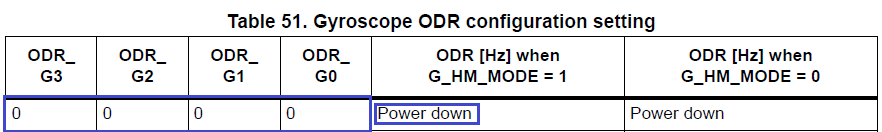 Table 51. Gyroscope ODR configuration setting
ODR_ G3 ODR_ G2 ODR_ G1 ODR_ G0 ODR [Hz] when G_HM_MODE = 1 ODR [Hz] when G_HM_MODE = 0
0 0 0 0 Power down Power down